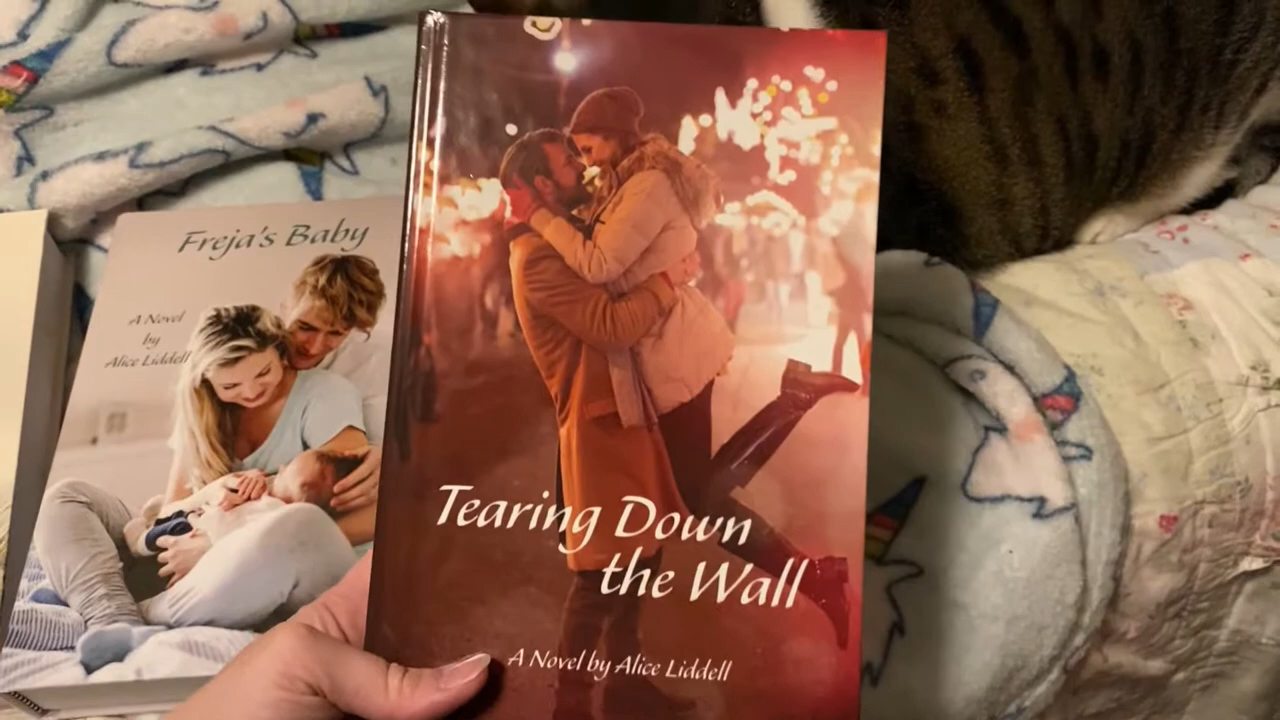 Freja's Baby
A Novel
by
Alice Liddell
Tearing Down
the Wall
A Novel by Alice Liddell